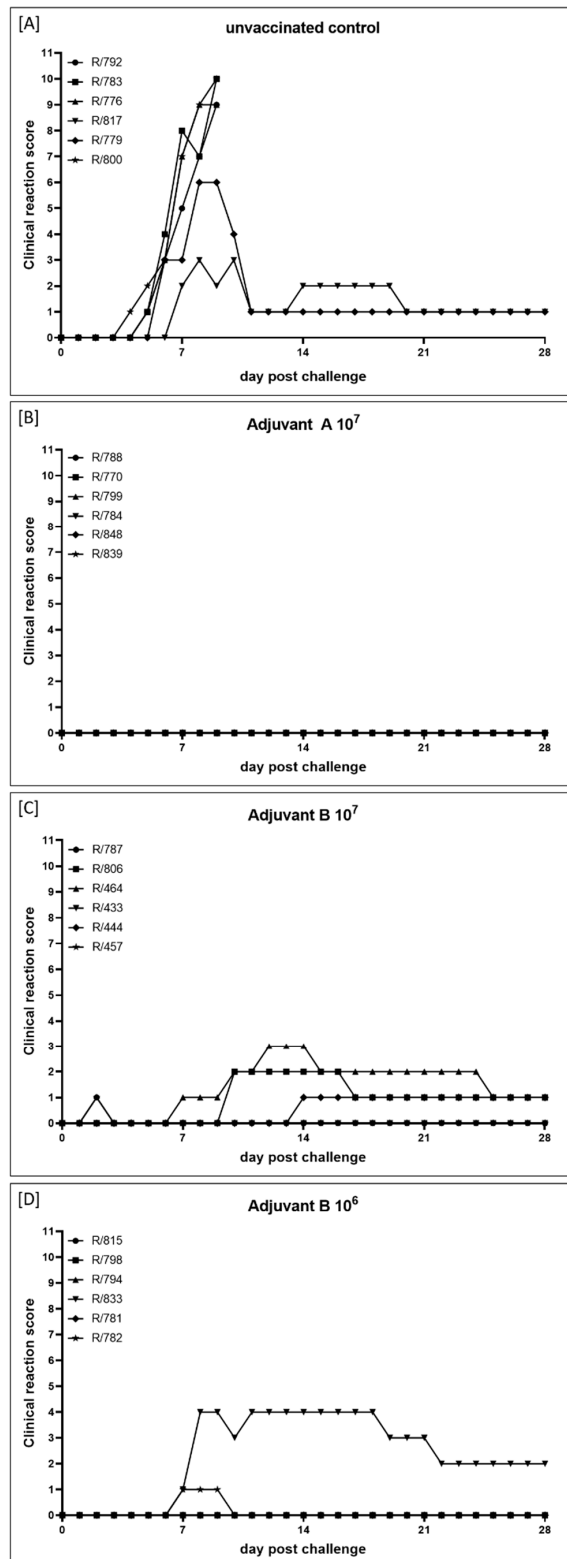 [A]
unvaccinated control
R/792
R/783
R/776
R/817
R/779
R/800
Clinical reaction score
11
10
9
8
7
6
5
4
3
2
1
0
0 7 14 21 28
day post challenge
[B]
Adjuvant A 10⁷
R/788
R/770
R/799
R/784
R/848
R/839
Clinical reaction score
11
10
9
8
7
6
5
4
3
2
1
0
0 7 14 21 28
day post challenge
[C]
Adjuvant B 10⁷
R/787
R/806
R/464
R/433
R/444
R/457
Clinical reaction score
11
10
9
8
7
6
5
4
3
2
1
0
0 7 14 21 28
day post challenge
[D]
Adjuvant B 10⁶
R/815
R/798
R/794
R/833
R/781
R/782
Clinical reaction score
11
10
9
8
7
6
5
4
3
2
1
0
0 7 14 21 28
day post challenge